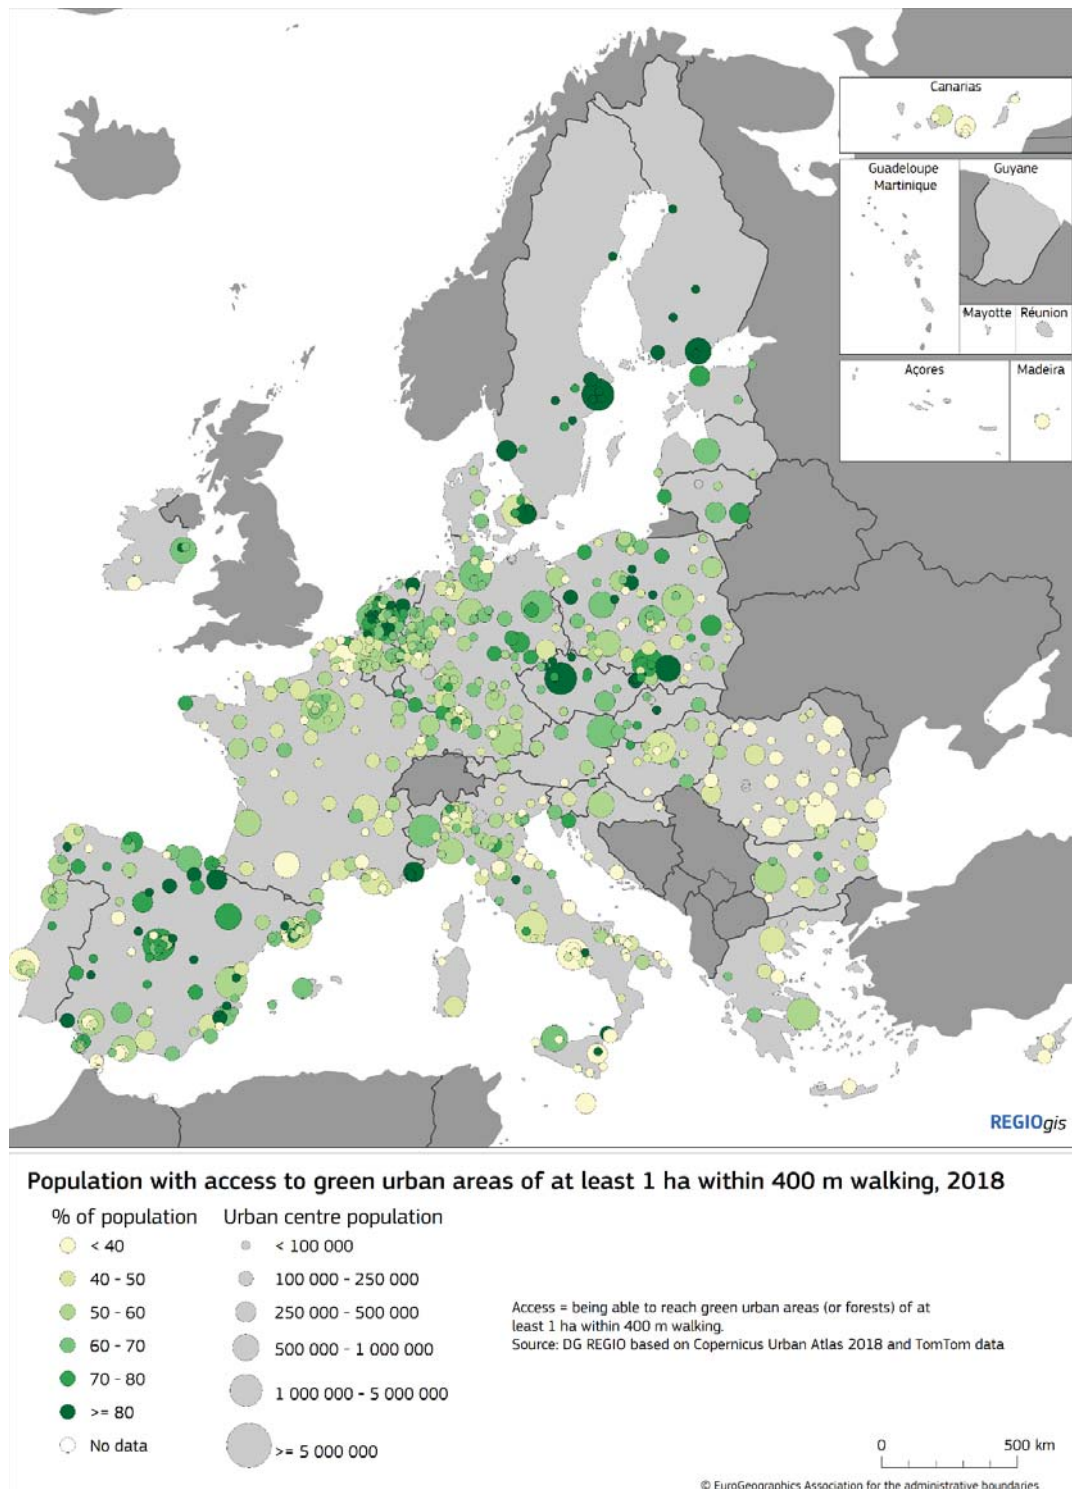 Canarias
Guadeloupe
Martinique
Guyane
Mayotte
Réunion
Açores
Madeira
REGIOgis
Population with access to green urban areas of at least 1 ha within 400 m walking, 2018
% of population
< 40
40 - 50
50 - 60
60 - 70
70 - 80
>= 80
No data
Urban centre population
< 100 000
100 000 - 250 000
250 000 - 500 000
500 000 - 1 000 000
1 000 000 - 5 000 000
>= 5 000 000
Access = being able to reach green urban areas (or forests) of at
least 1 ha within 400 m walking.
Source: DG REGIO based on Copernicus Urban Atlas 2018 and TomTom data
0 500 km
© EuroGeographics Association for the administrative boundaries